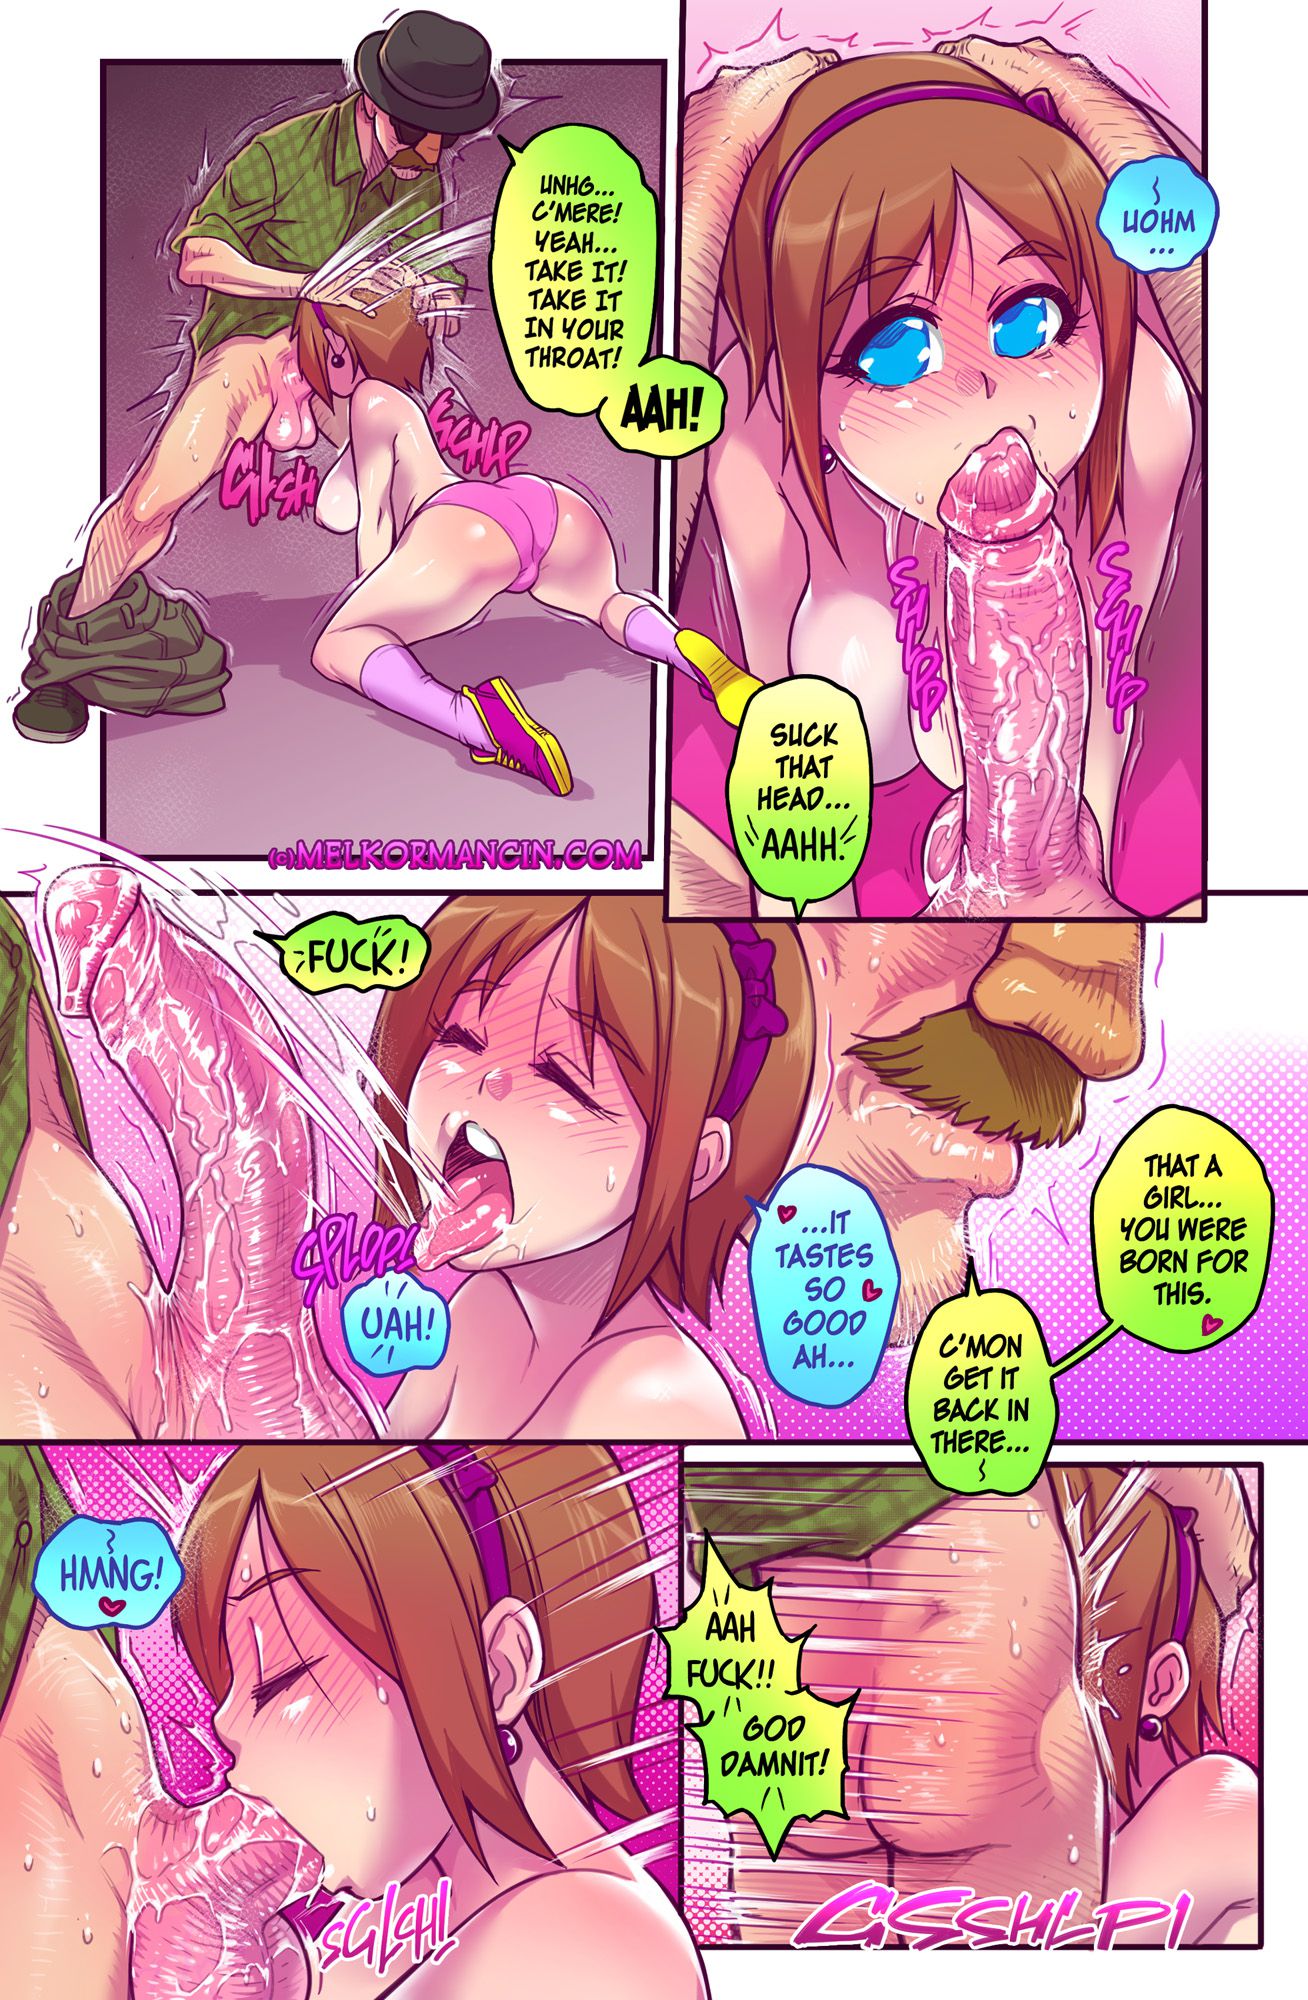 UNHG...
C'MERE!
YEAH...
TAKE IT!
TAKE IT
IN YOUR
THROAT!
AAH!
GLSH
SCHLP
©MELKORMANCIN.COM
UOHM
...
SHLPP
SCHLP
SUCK
THAT
HEAD...
AAHH.
FUCK!
SPLOP!
UAH!
...IT
TASTES
SO
GOOD
AH...
THAT A
GIRL...
YOU WERE
BORN FOR
THIS.
C'MON
GET IT
BACK IN
THERE...
HMNG!
SGLCH!
AAH
FUCK!!
GOD
DAMNIT!
GSSHLP!